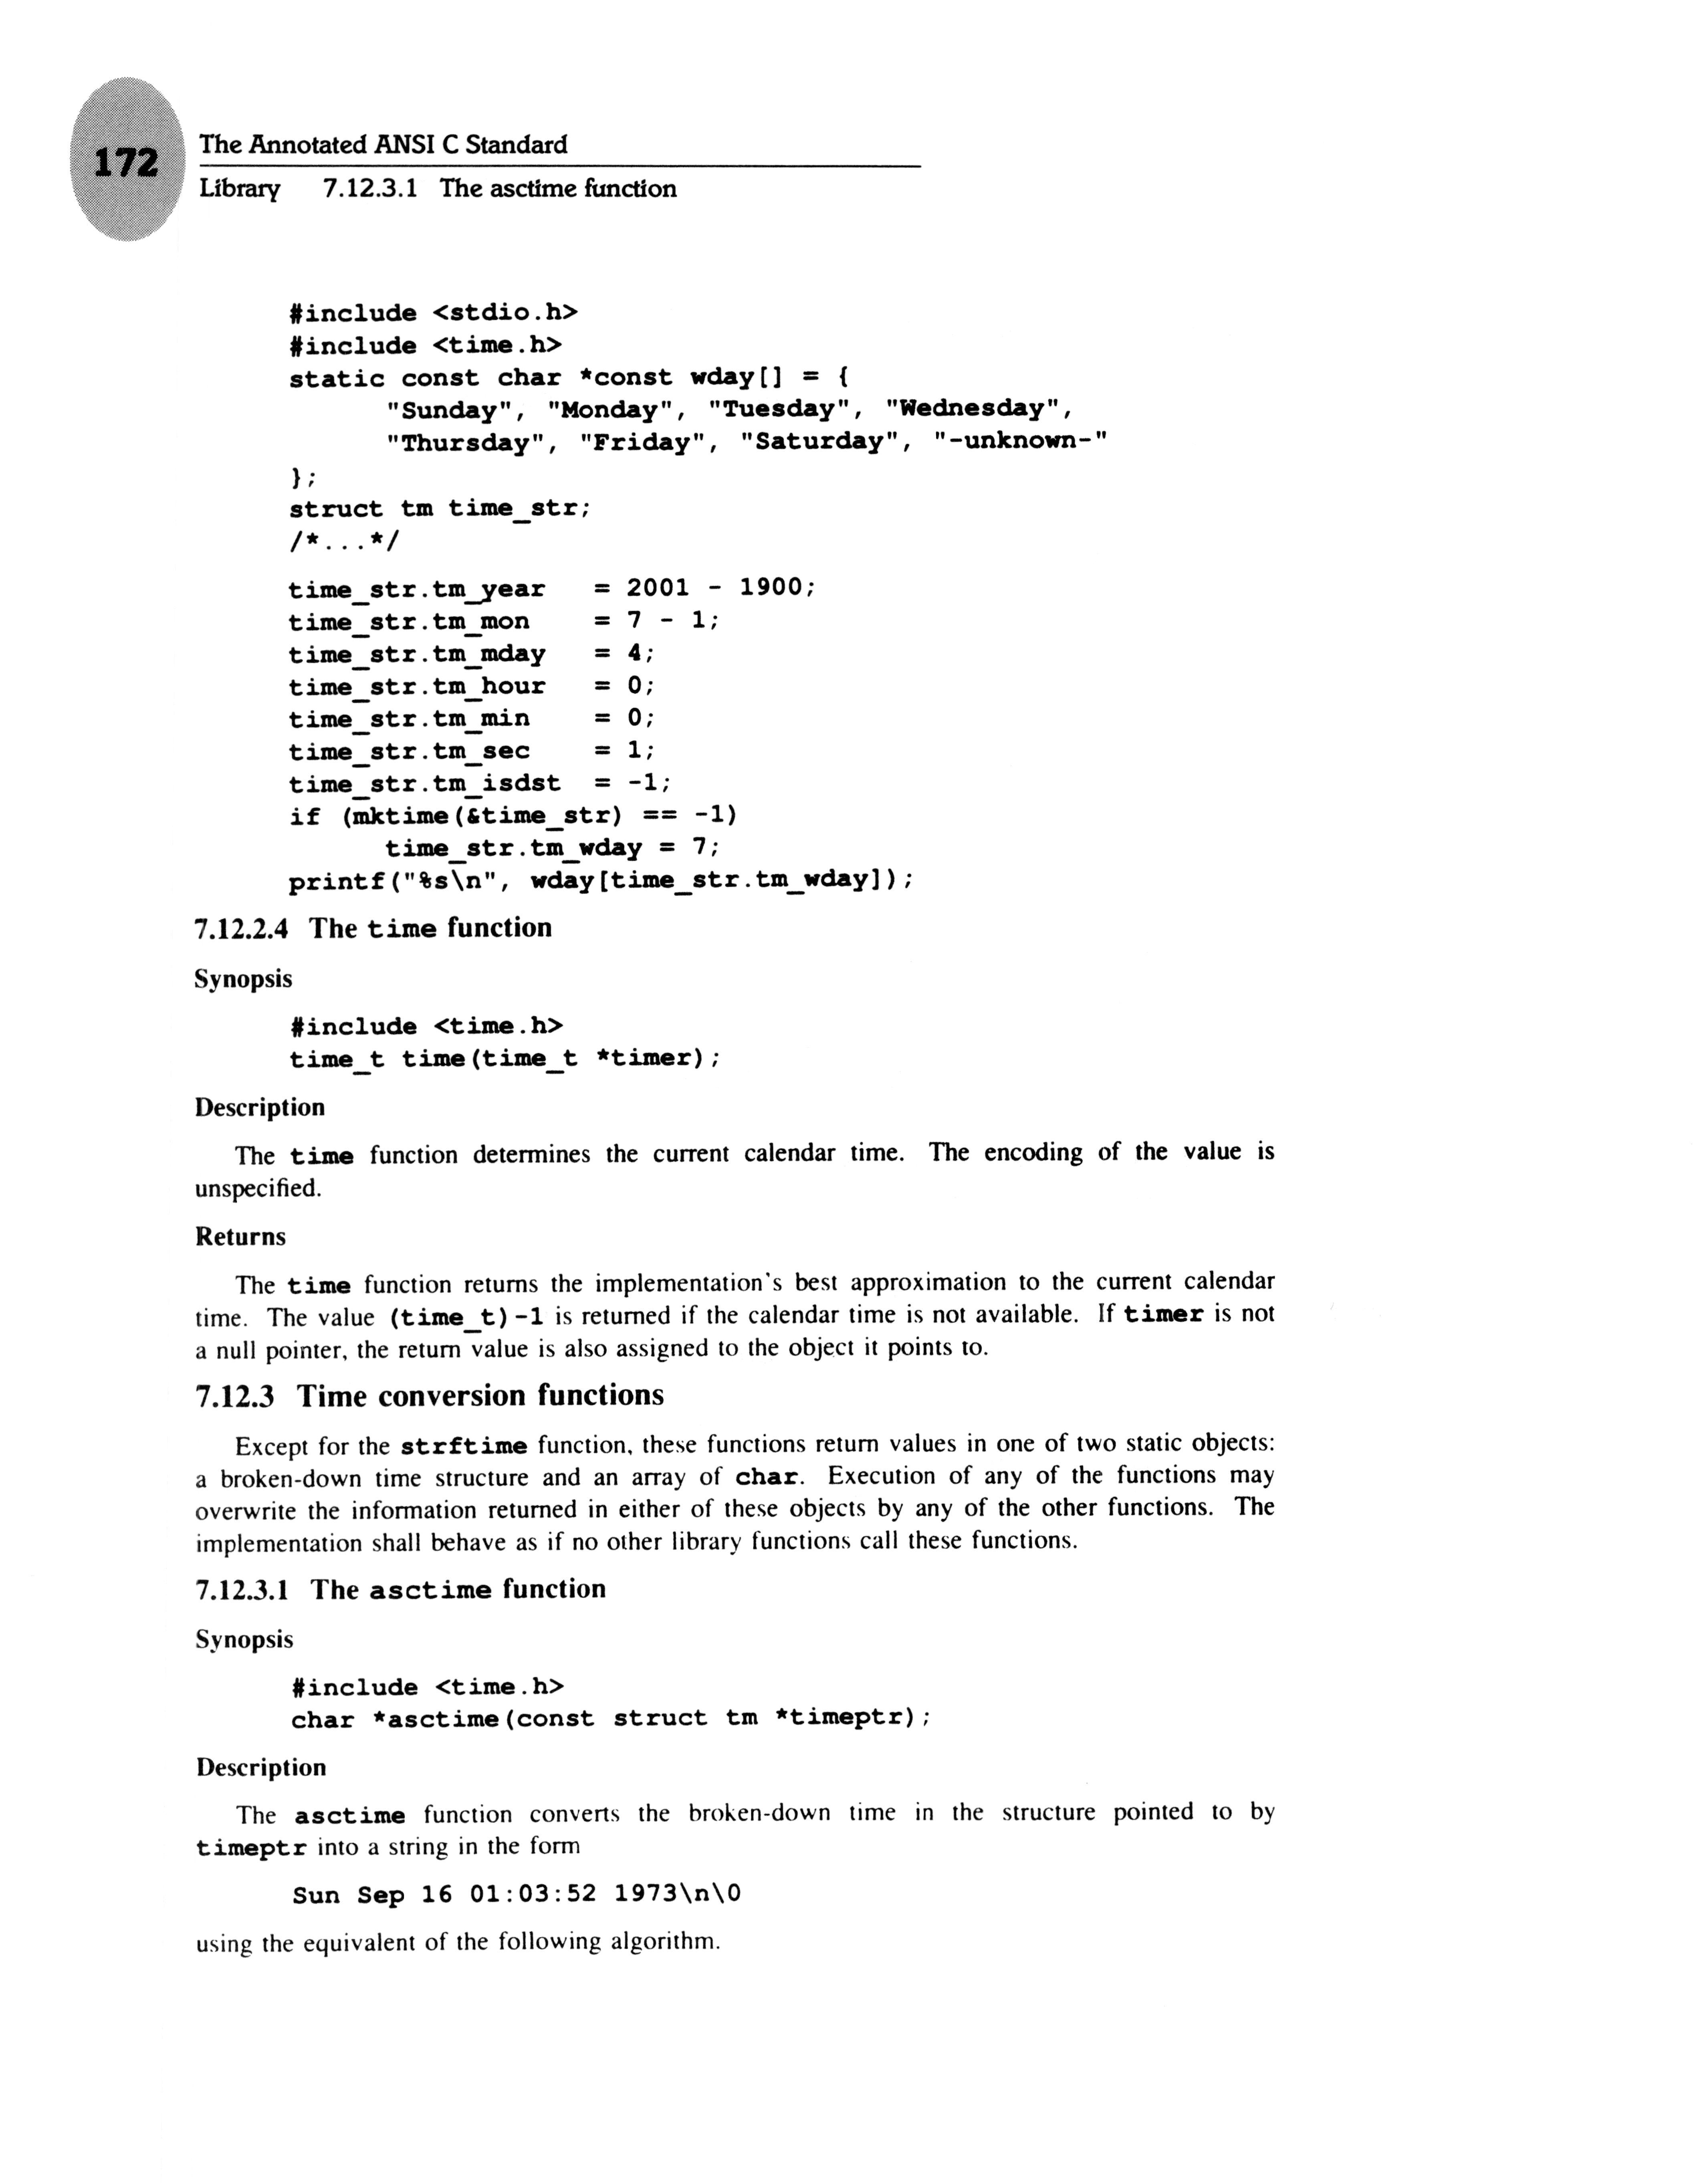 172
The Annotated ANSI C Standard
Library 7.12.3.1 The asctime function
#include <stdio.h>
#include <time.h>
static const char *const wday[] = {
"Sunday", "Monday", "Tuesday", "Wednesday",
"Thursday", "Friday", "Saturday", "-unknown-"
};
struct tm time_str;
/*...*/
time_str.tm_year = 2001 - 1900;
time_str.tm_mon = 7 - 1;
time_str.tm_mday = 4;
time_str.tm_hour = 0;
time_str.tm_min = 0;
time_str.tm_sec = 1;
time_str.tm_isdst = -1;
if (mktime(&time_str) == -1)
time_str.tm_wday = 7;
printf("%s\n", wday[time_str.tm_wday]);
7.12.2.4 The time function
Synopsis
#include <time.h>
time_t time(time_t *timer);
Description
The time function determines the current calendar time. The encoding of the value is
unspecified.
Returns
The time function returns the implementation's best approximation to the current calendar
time. The value (time_t)-1 is returned if the calendar time is not available. If timer is not
a null pointer, the return value is also assigned to the object it points to.
7.12.3 Time conversion functions
Except for the strftime function, these functions return values in one of two static objects:
a broken-down time structure and an array of char. Execution of any of the functions may
overwrite the information returned in either of these objects by any of the other functions. The
implementation shall behave as if no other library functions call these functions.
7.12.3.1 The asctime function
Synopsis
#include <time.h>
char *asctime(const struct tm *timeptr);
Description
The asctime function converts the broken-down time in the structure pointed to by
timeptr into a string in the form
Sun Sep 16 01:03:52 1973\n\0
using the equivalent of the following algorithm.